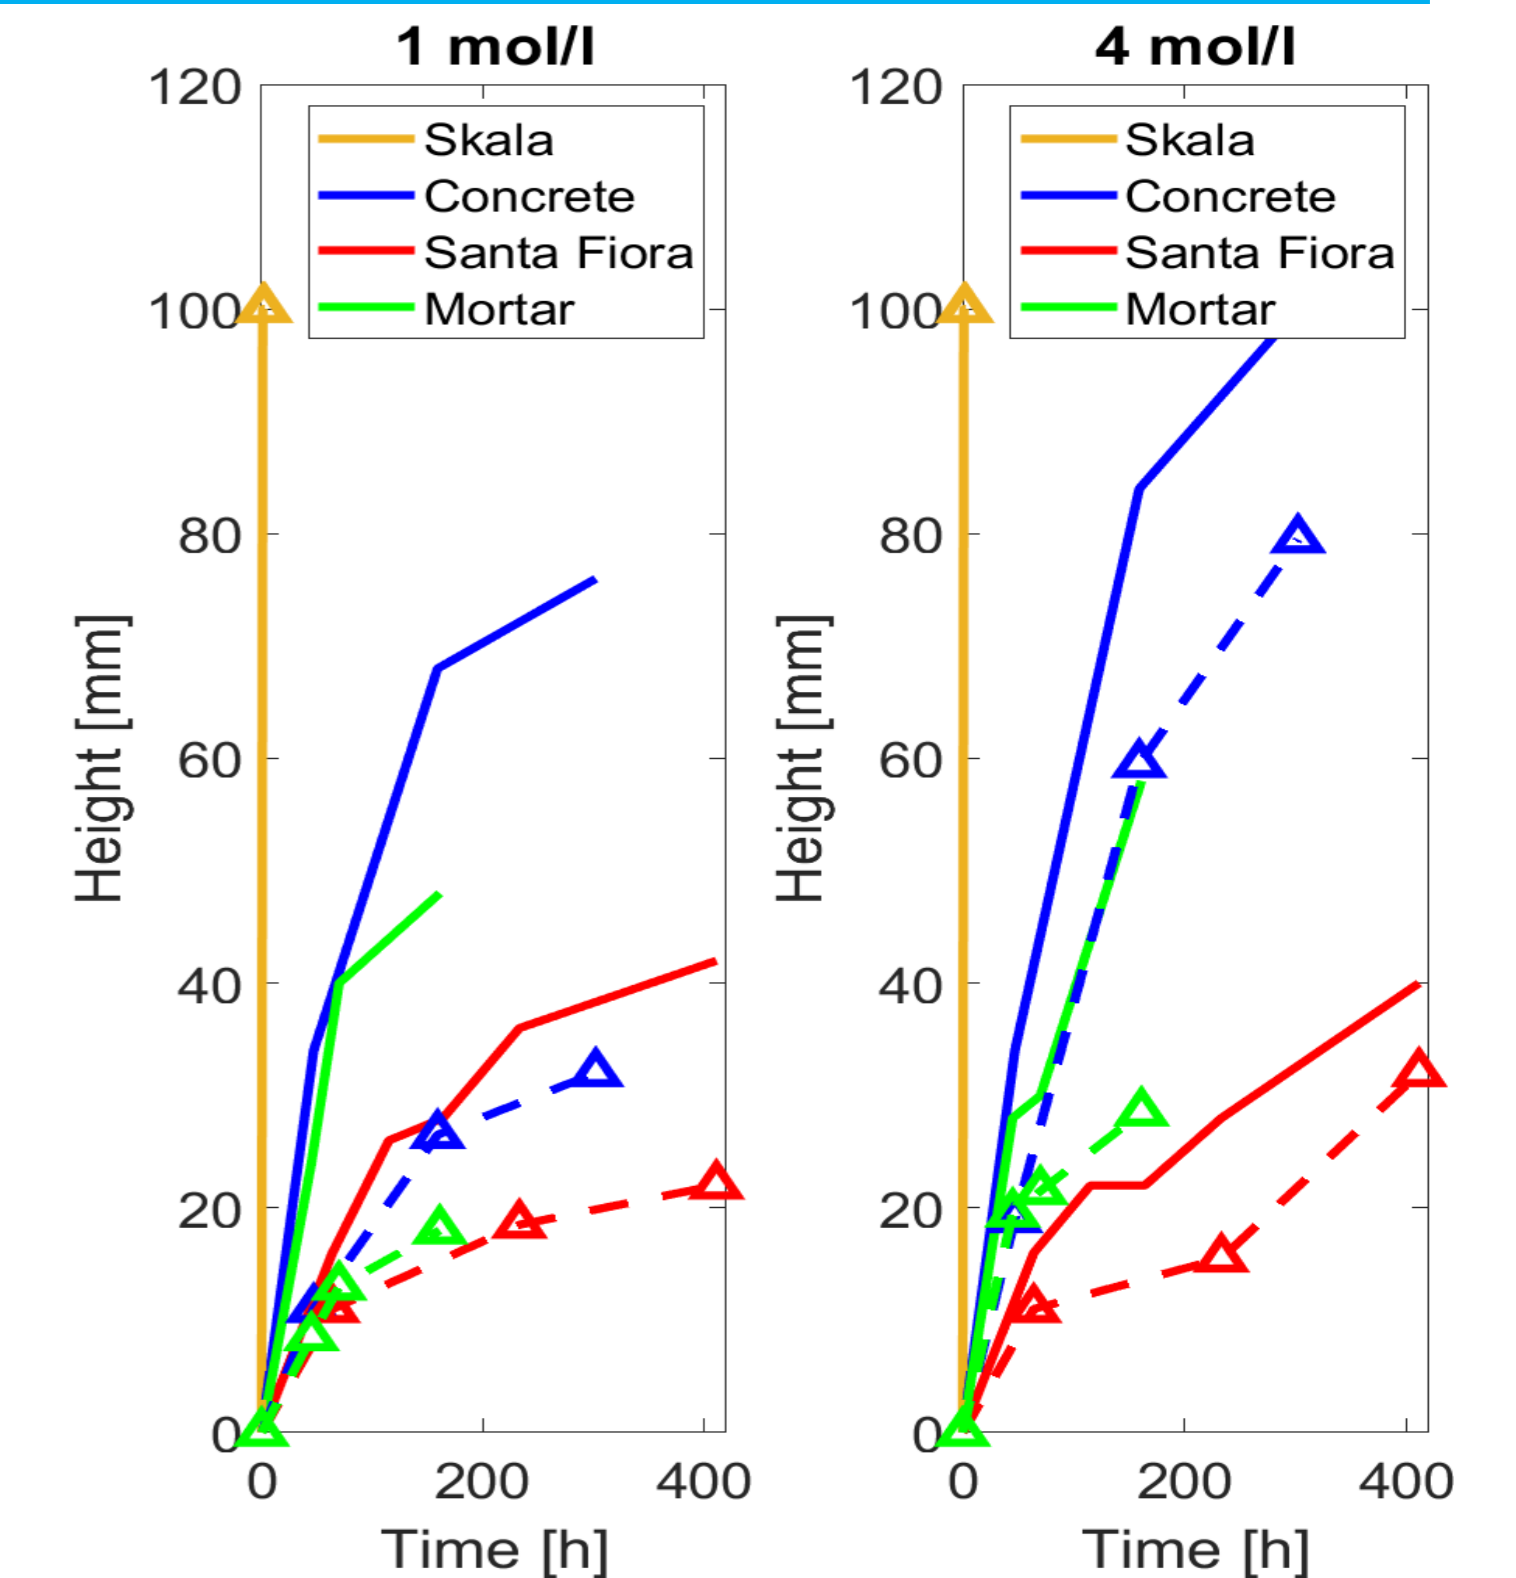 1 mol/l
120
100
80
60
40
20
0
0 200 400
Height [mm]
Time [h]
Skala
Concrete
Santa Fiora
Mortar
4 mol/l
120
100
80
60
40
20
0
0 200 400
Height [mm]
Time [h]
Skala
Concrete
Santa Fiora
Mortar